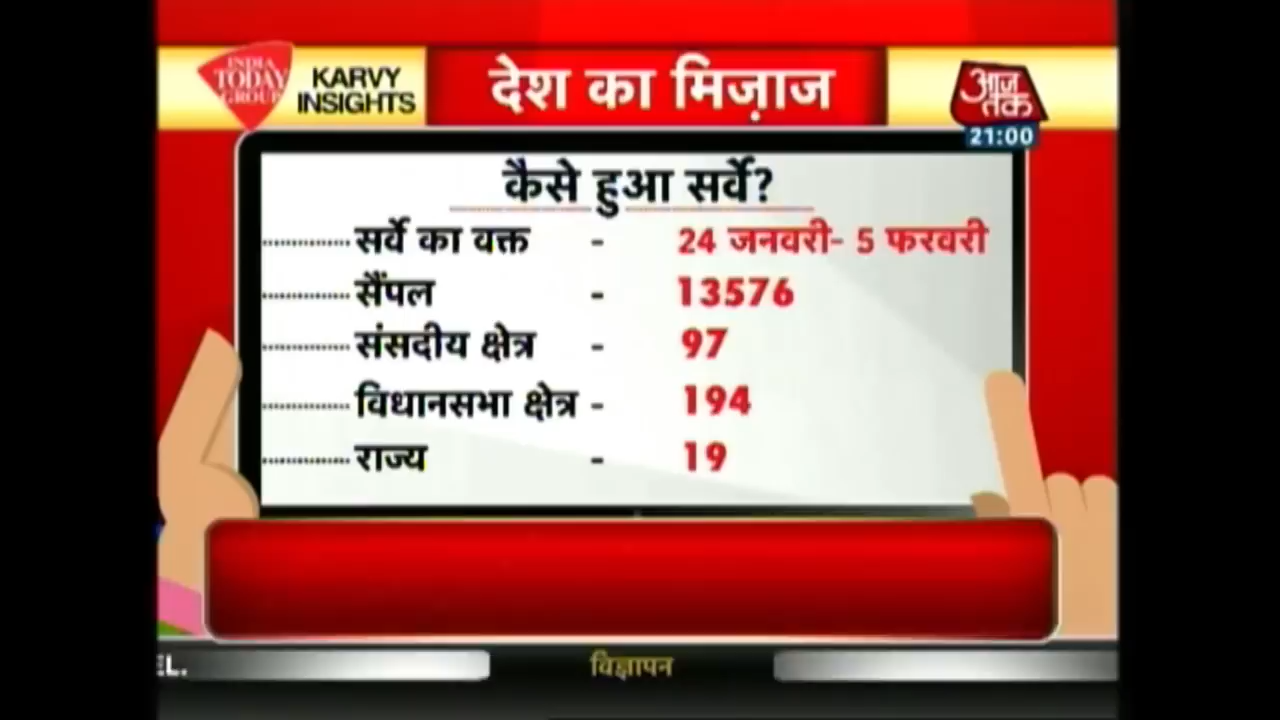 INDIA
TODAY
GROUP
KARVY
INSIGHTS
देश का मिज़ाज
आज
तक
21:00
कैसे हुआ सर्वे?
सर्वे का वक्त - 24 जनवरी- 5 फरवरी
सैंपल - 13576
संसदीय क्षेत्र - 97
विधानसभा क्षेत्र - 194
राज्य - 19
EL.
विज्ञापन